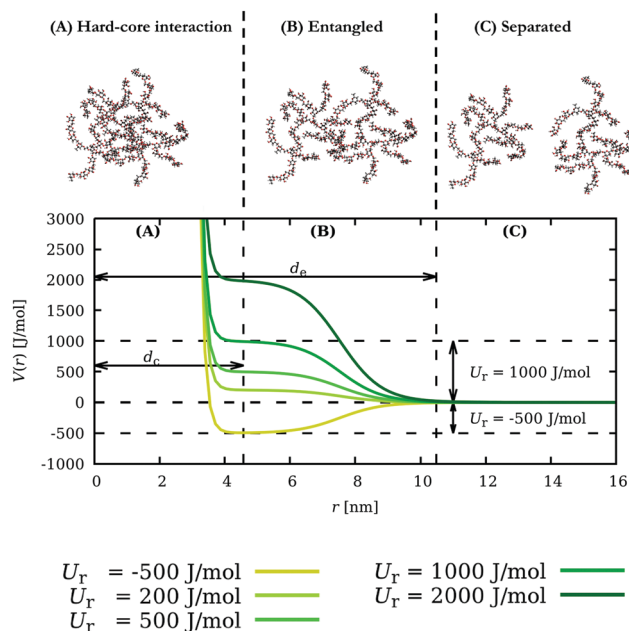 (A) Hard-core interaction
(B) Entangled
(C) Separated
3000
2500
2000
1500
1000
500
0
-500
-1000
V(r) [J/mol]
(A)
(B)
(C)
d_e
d_c
U_r = 1000 J/mol
U_r = -500 J/mol
0 2 4 6 8 10 12 14 16
r [nm]
U_r = -500 J/mol
U_r = 200 J/mol
U_r = 500 J/mol
U_r = 1000 J/mol
U_r = 2000 J/mol